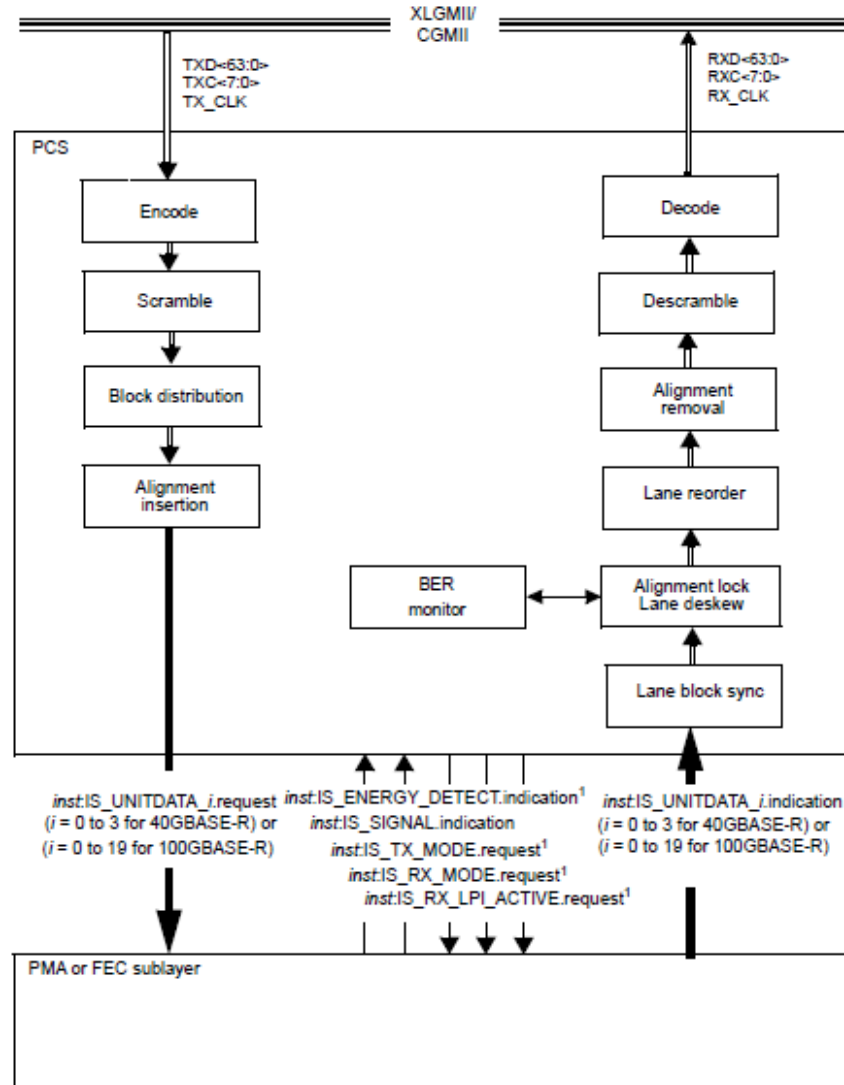 XLGMII/
CGMII
TXD<63:0>
TXC<7:0>
TX_CLK
RXD<63:0>
RXC<7:0>
RX_CLK
PCS
Encode
Scramble
Block distribution
Alignment
insertion
Decode
Descramble
Alignment
removal
Lane reorder
BER
monitor
Alignment lock
Lane deskew
Lane block sync
inst:IS_UNITDATA_i.request
(i = 0 to 3 for 40GBASE-R) or
(i = 0 to 19 for 100GBASE-R)
inst:IS_ENERGY_DETECT.indication¹
inst:IS_SIGNAL.indication
inst:IS_TX_MODE.request¹
inst:IS_RX_MODE.request¹
inst:IS_RX_LPI_ACTIVE.request¹
inst:IS_UNITDATA_i.indication
(i = 0 to 3 for 40GBASE-R) or
(i = 0 to 19 for 100GBASE-R)
PMA or FEC sublayer